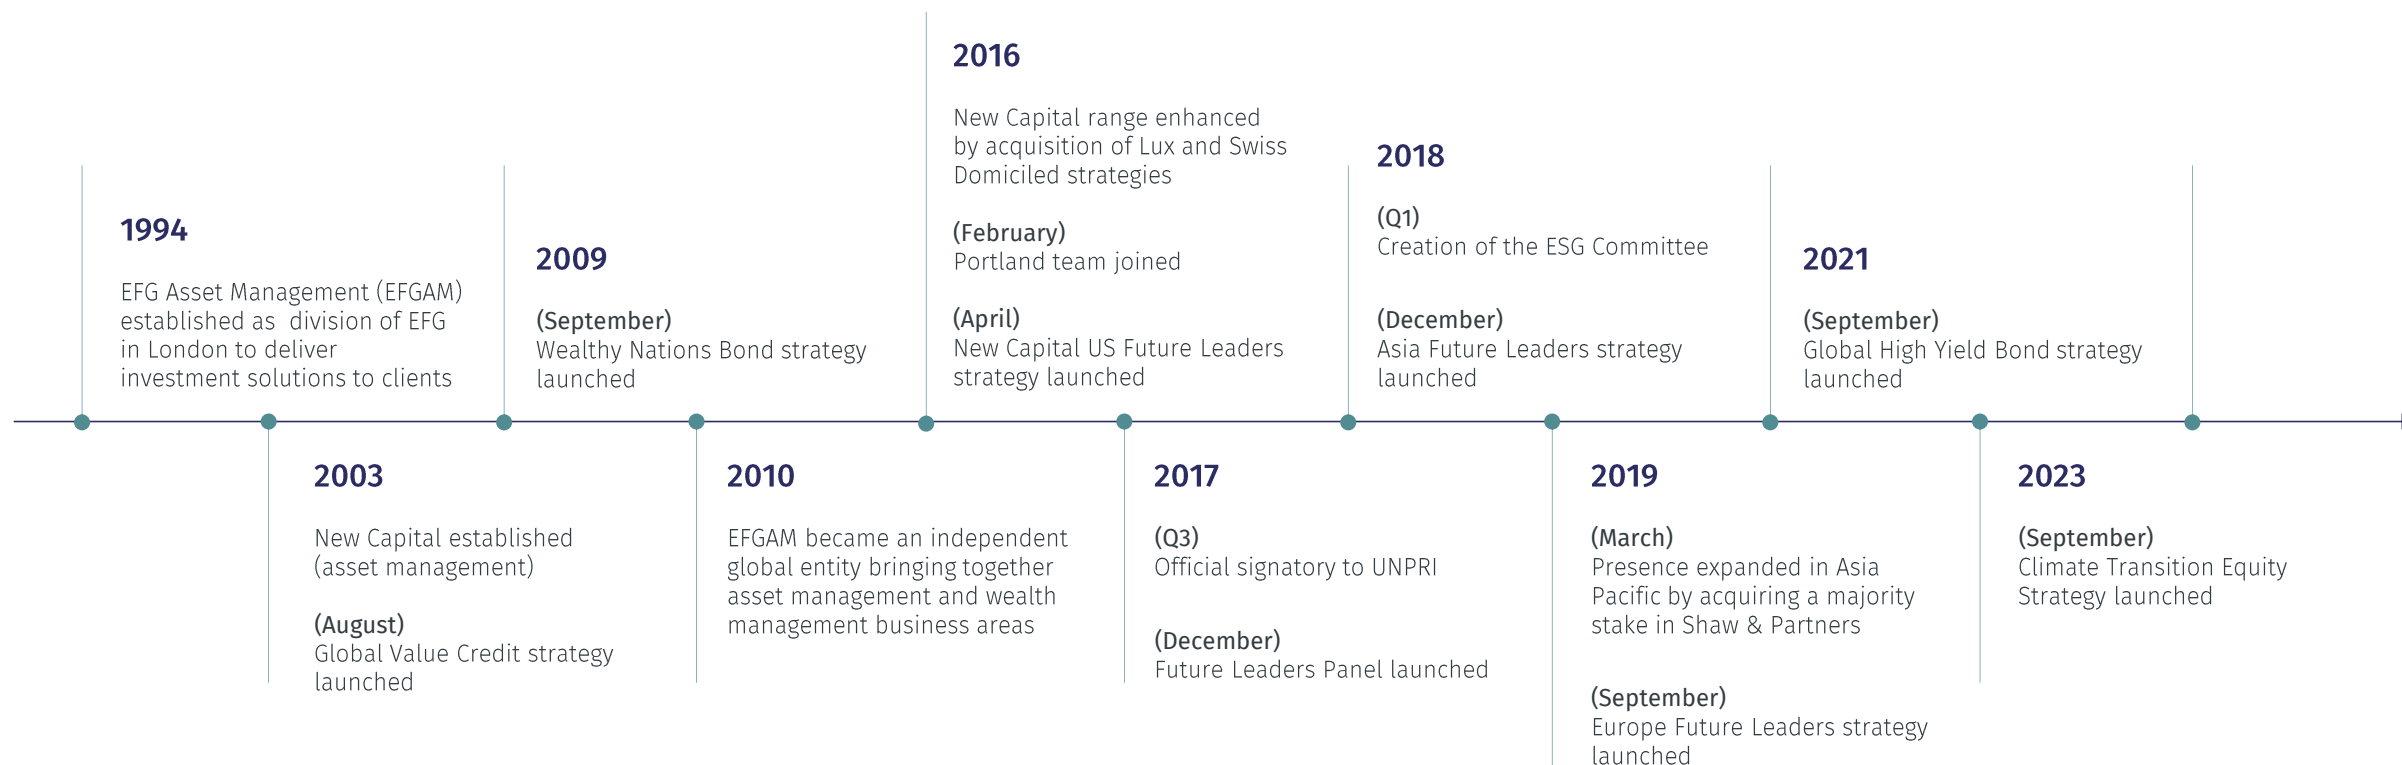 1994
EFG Asset Management (EFGAM)
established as  division of EFG
in London to deliver
investment solutions to clients
2003
New Capital established
(asset management)
(August)
Global Value Credit strategy
launched
2009
(September)
Wealthy Nations Bond strategy
launched
2010
EFGAM became an independent
global entity bringing together
asset management and wealth
management business areas
2016
New Capital range enhanced
by acquisition of Lux and Swiss
Domiciled strategies
(February)
Portland team joined
(April)
New Capital US Future Leaders
strategy launched
2017
(Q3)
Official signatory to UNPRI
(December)
Future Leaders Panel launched
2018
(Q1)
Creation of the ESG Committee
(December)
Asia Future Leaders strategy
launched
2019
(March)
Presence expanded in Asia
Pacific by acquiring a majority
stake in Shaw & Partners
(September)
Europe Future Leaders strategy
launched
2021
(September)
Global High Yield Bond strategy
launched
2023
(September)
Climate Transition Equity
Strategy launched